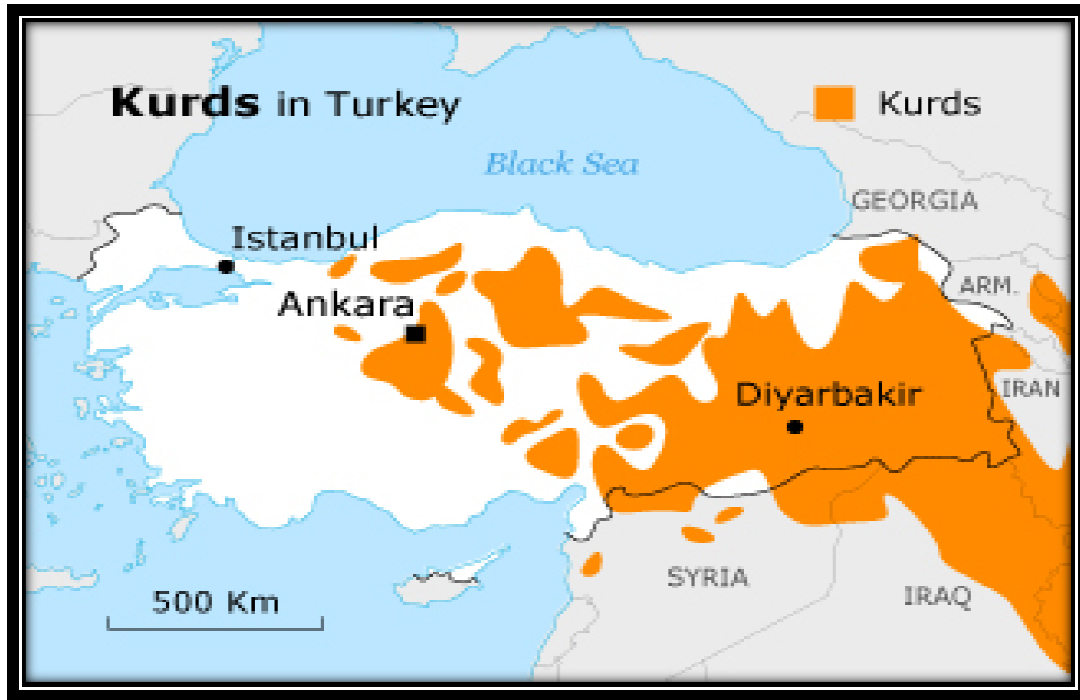 Kurds in Turkey
Kurds
Black Sea
GEORGIA
Istanbul
ARM.
Ankara
IRAN
Diyarbakir
SYRIA
IRAQ
500 Km